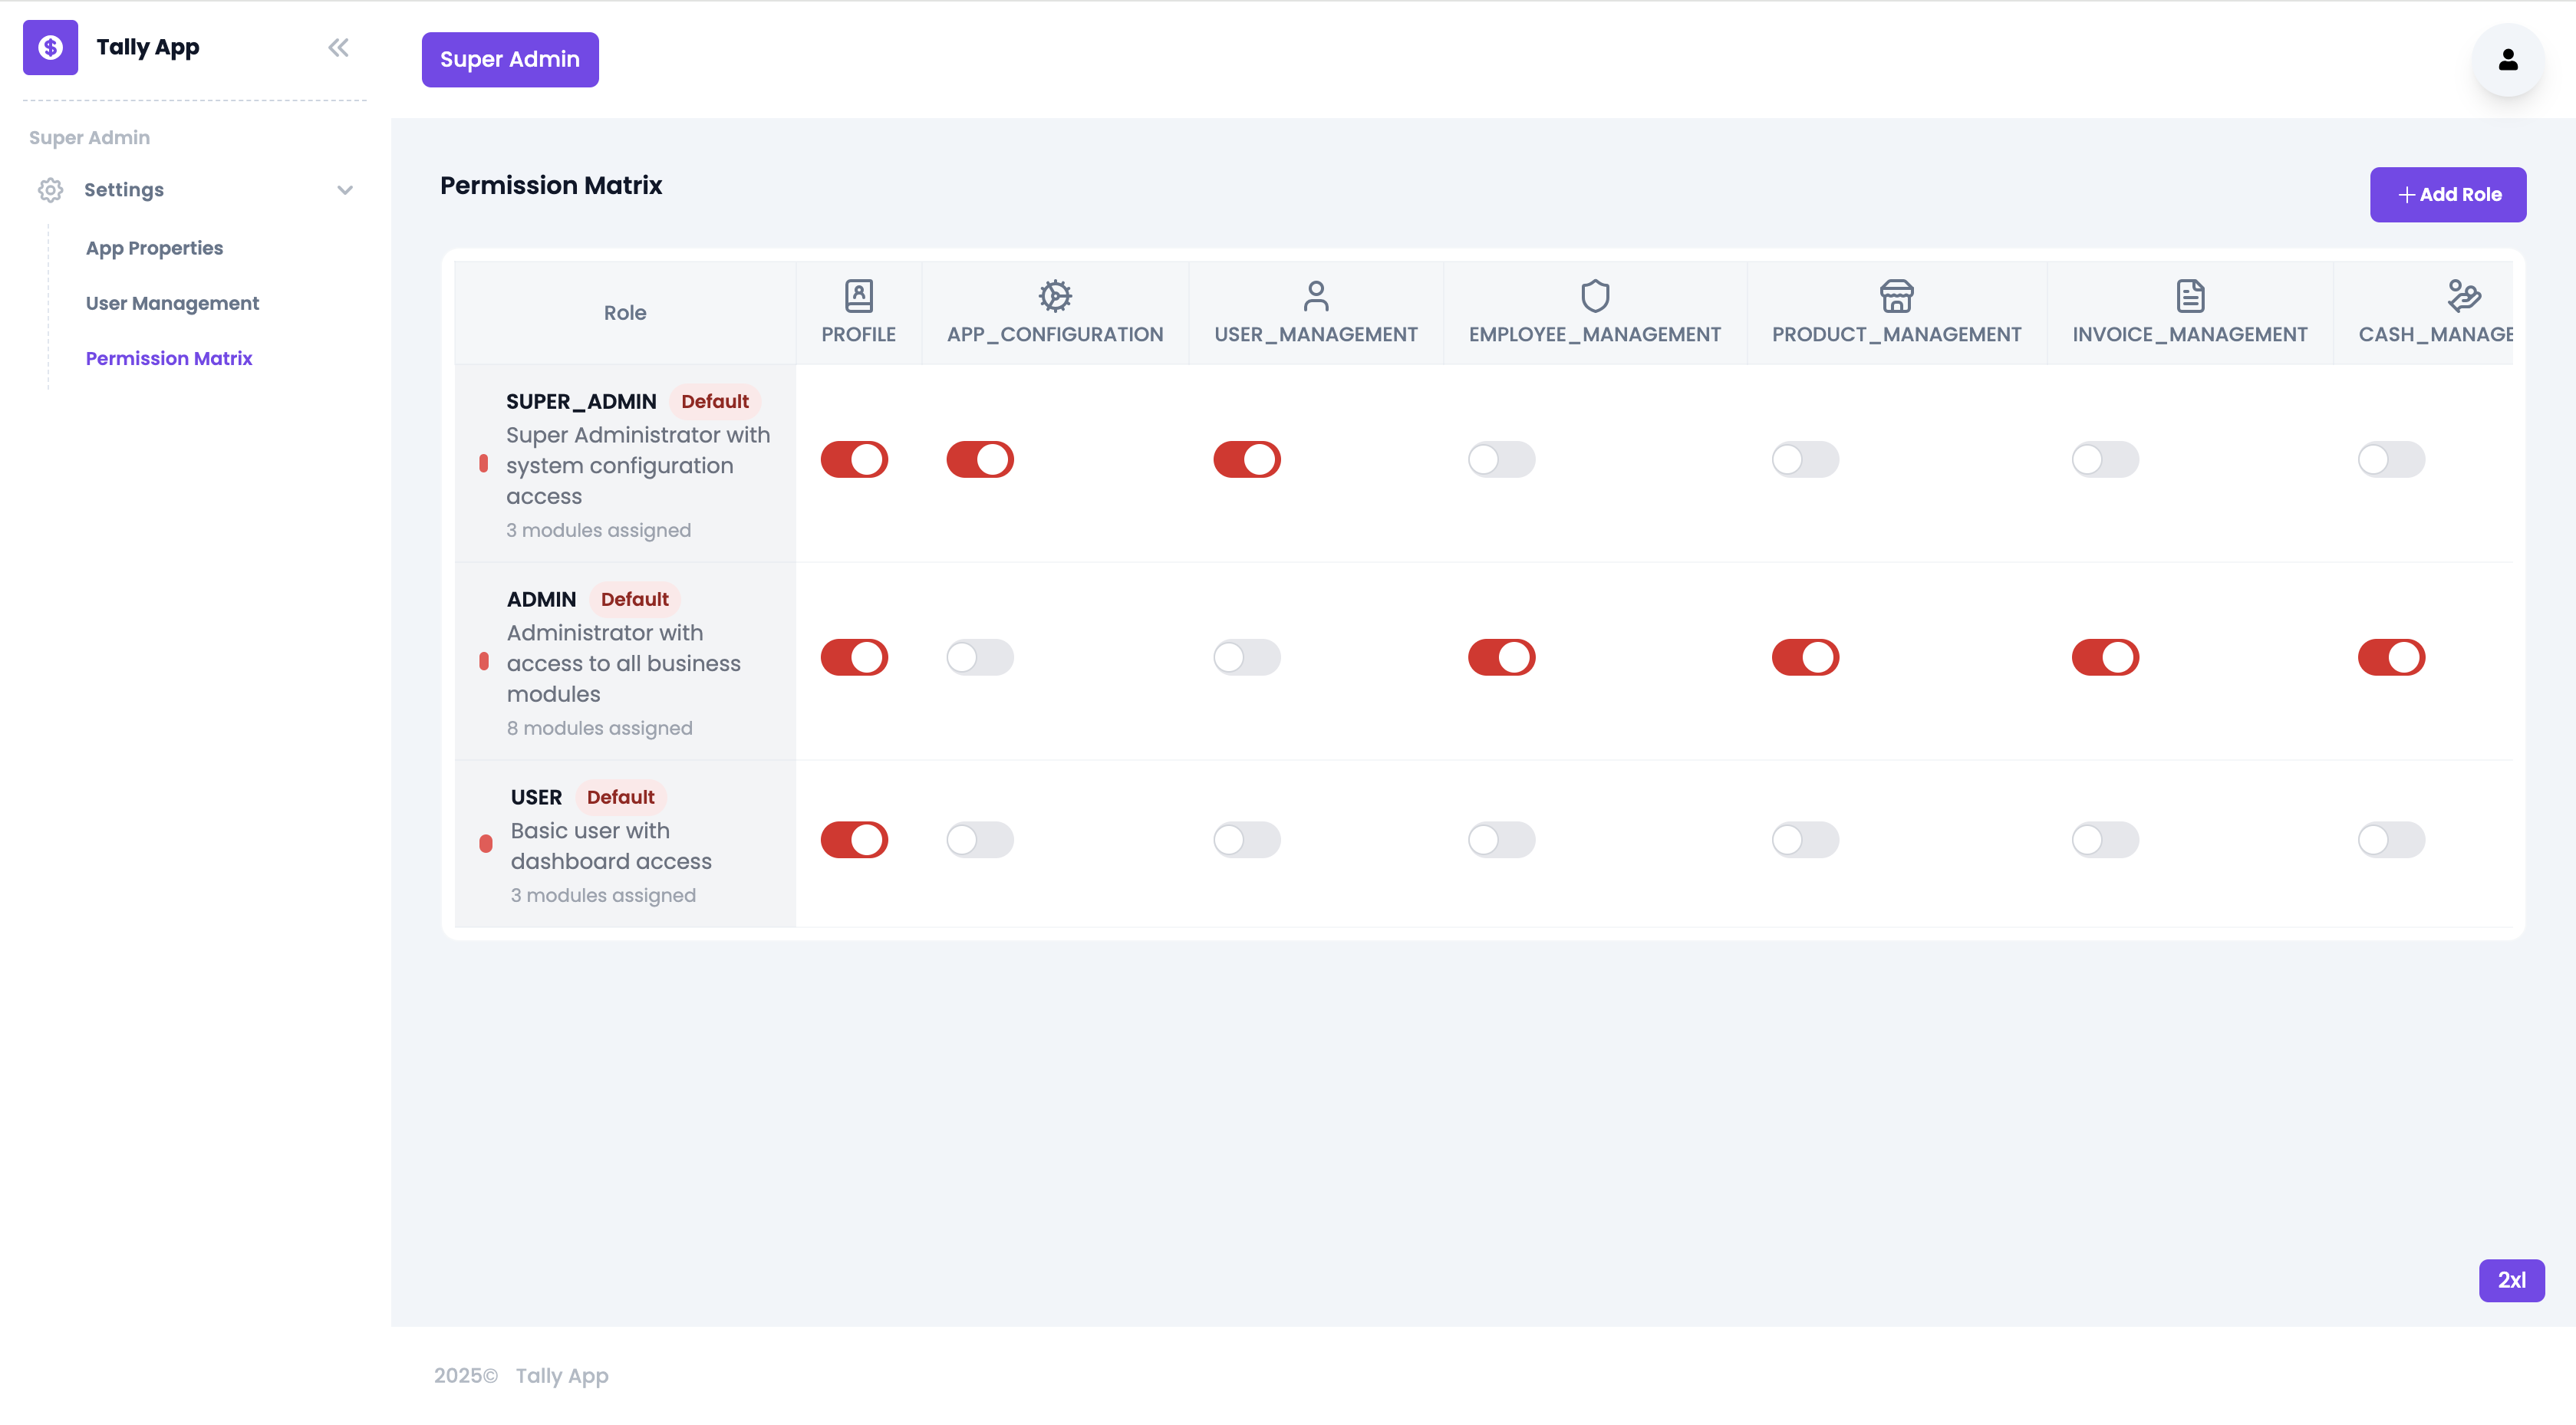 Tally App
Super Admin
Super Admin
Settings
App Properties
User Management
Permission Matrix
Permission Matrix
Add Role
Role
PROFILE
APP_CONFIGURATION
USER_MANAGEMENT
EMPLOYEE_MANAGEMENT
PRODUCT_MANAGEMENT
INVOICE_MANAGEMENT
CASH_MANAGE
SUPER_ADMIN Default
Super Administrator with
system configuration
access
3 modules assigned
ADMIN Default
Administrator with
access to all business
modules
8 modules assigned
USER Default
Basic user with
dashboard access
3 modules assigned
2xl
2025© Tally App